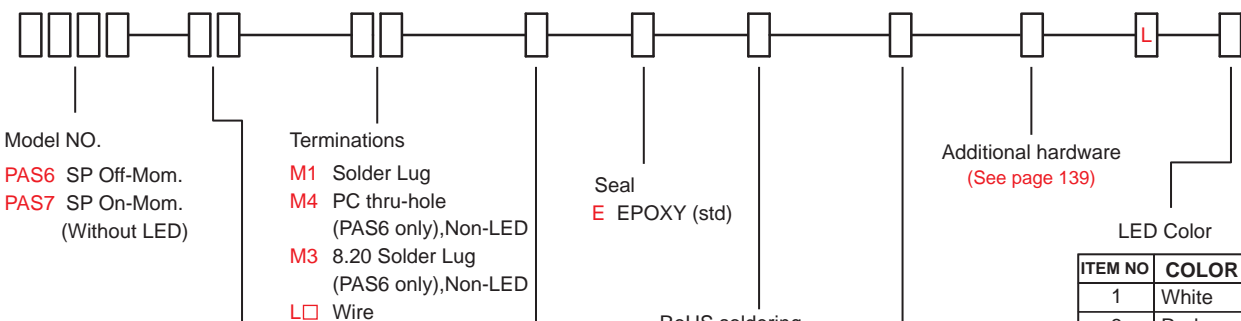 L
Model NO.
PAS6 SP Off-Mom.
PAS7 SP On-Mom.
(Without LED)
Terminations
M1 Solder Lug
M4 PC thru-hole
(PAS6 only),Non-LED
M3 8.20 Solder Lug
(PAS6 only),Non-LED
L□ Wire
Seal
E EPOXY (std)
RoHS soldering
Additional hardware
(See page 139)
LED Color
ITEM NO COLOR
1 White